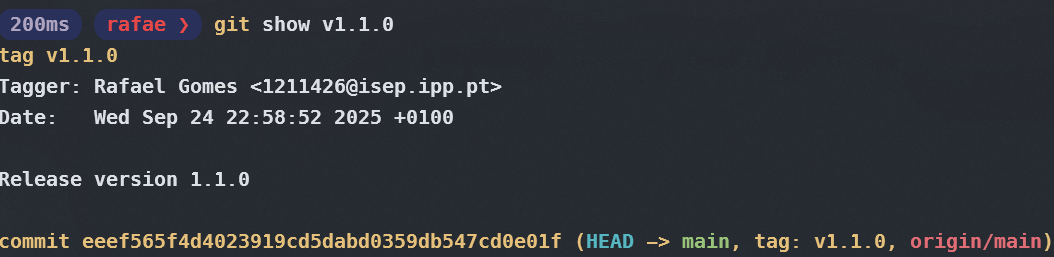 200ms rafae ❯ git show v1.1.0
tag v1.1.0
Tagger: Rafael Gomes <1211426@isep.ipp.pt>
Date:   Wed Sep 24 22:58:52 2025 +0100
Release version 1.1.0
commit eeef565f4d4023919cd5dabd0359db547cd0e01f (HEAD -> main, tag: v1.1.0, origin/main)